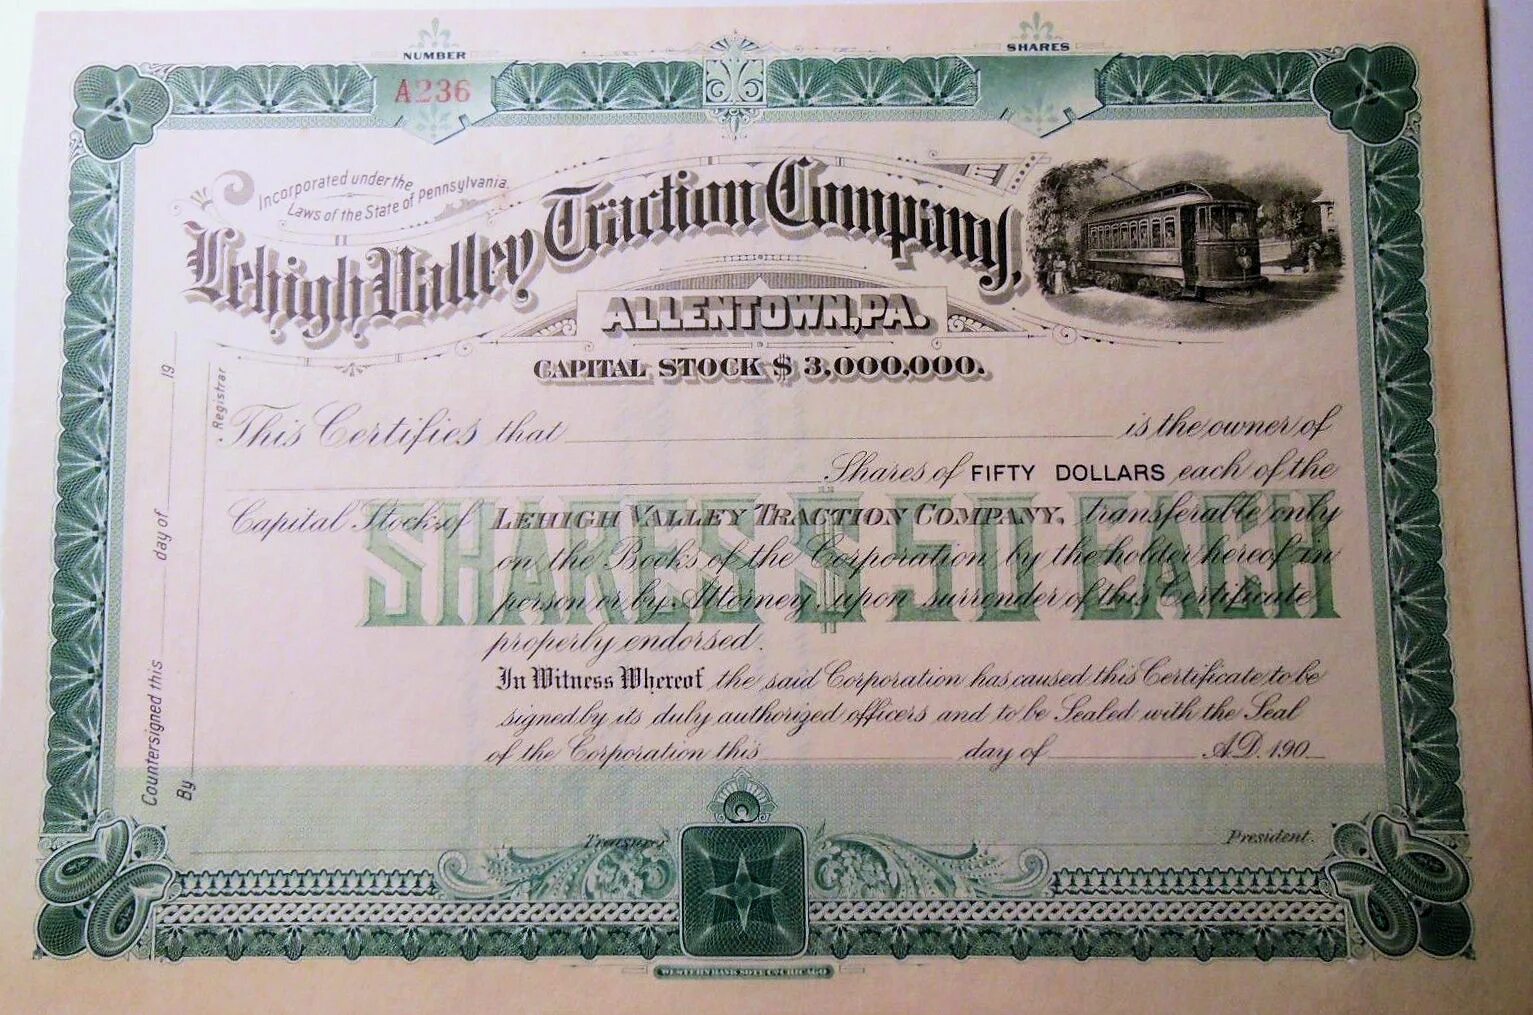 NUMBER
SHARES
A236
Incorporated under the
Laws of the State of Pennsylvania.
Lehigh Valley Traction Company,
ALLENTOWN, PA.
CAPITAL STOCK $ 3,000,000.
This Certifies that is the owner of
Shares of FIFTY DOLLARS each of the
Capital Stock of LEHIGH VALLEY TRACTION COMPANY, transferable only
on the Books of the Corporation by the holder hereof in
person or by Attorney, upon surrender of this Certificate
properly endorsed.
SHARES $50 EACH
In Witness Whereof the said Corporation has caused this Certificate to be
signed by its duly authorized officers and to be Sealed with the Seal
of the Corporation this day of A.D. 190
Treasurer
President.
Countersigned this day of 19
By Registrar
WESTERN BANK NOTE CO. CHICAGO